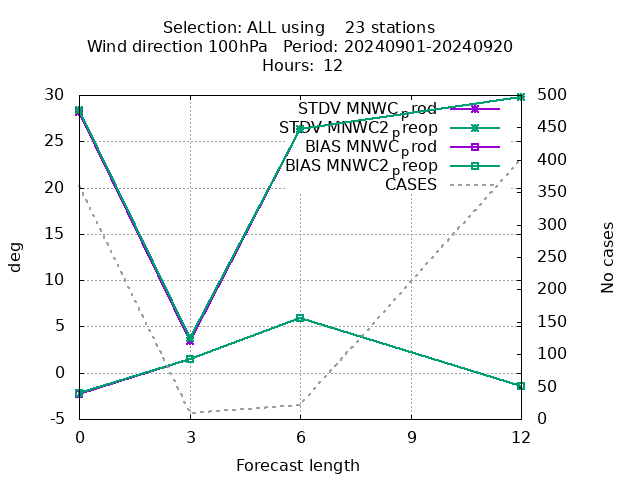 Selection: ALL using    23 stations
Wind direction 100hPa   Period: 20240901-20240920
Hours:  12
STDV MNWC_prod
STDV MNWC2_preop
BIAS MNWC_prod
BIAS MNWC2_preop
CASES
deg
30
25
20
15
10
5
0
-5
500
450
400
350
300
250
200
150
100
50
0
No cases
0 3 6 9 12
Forecast length